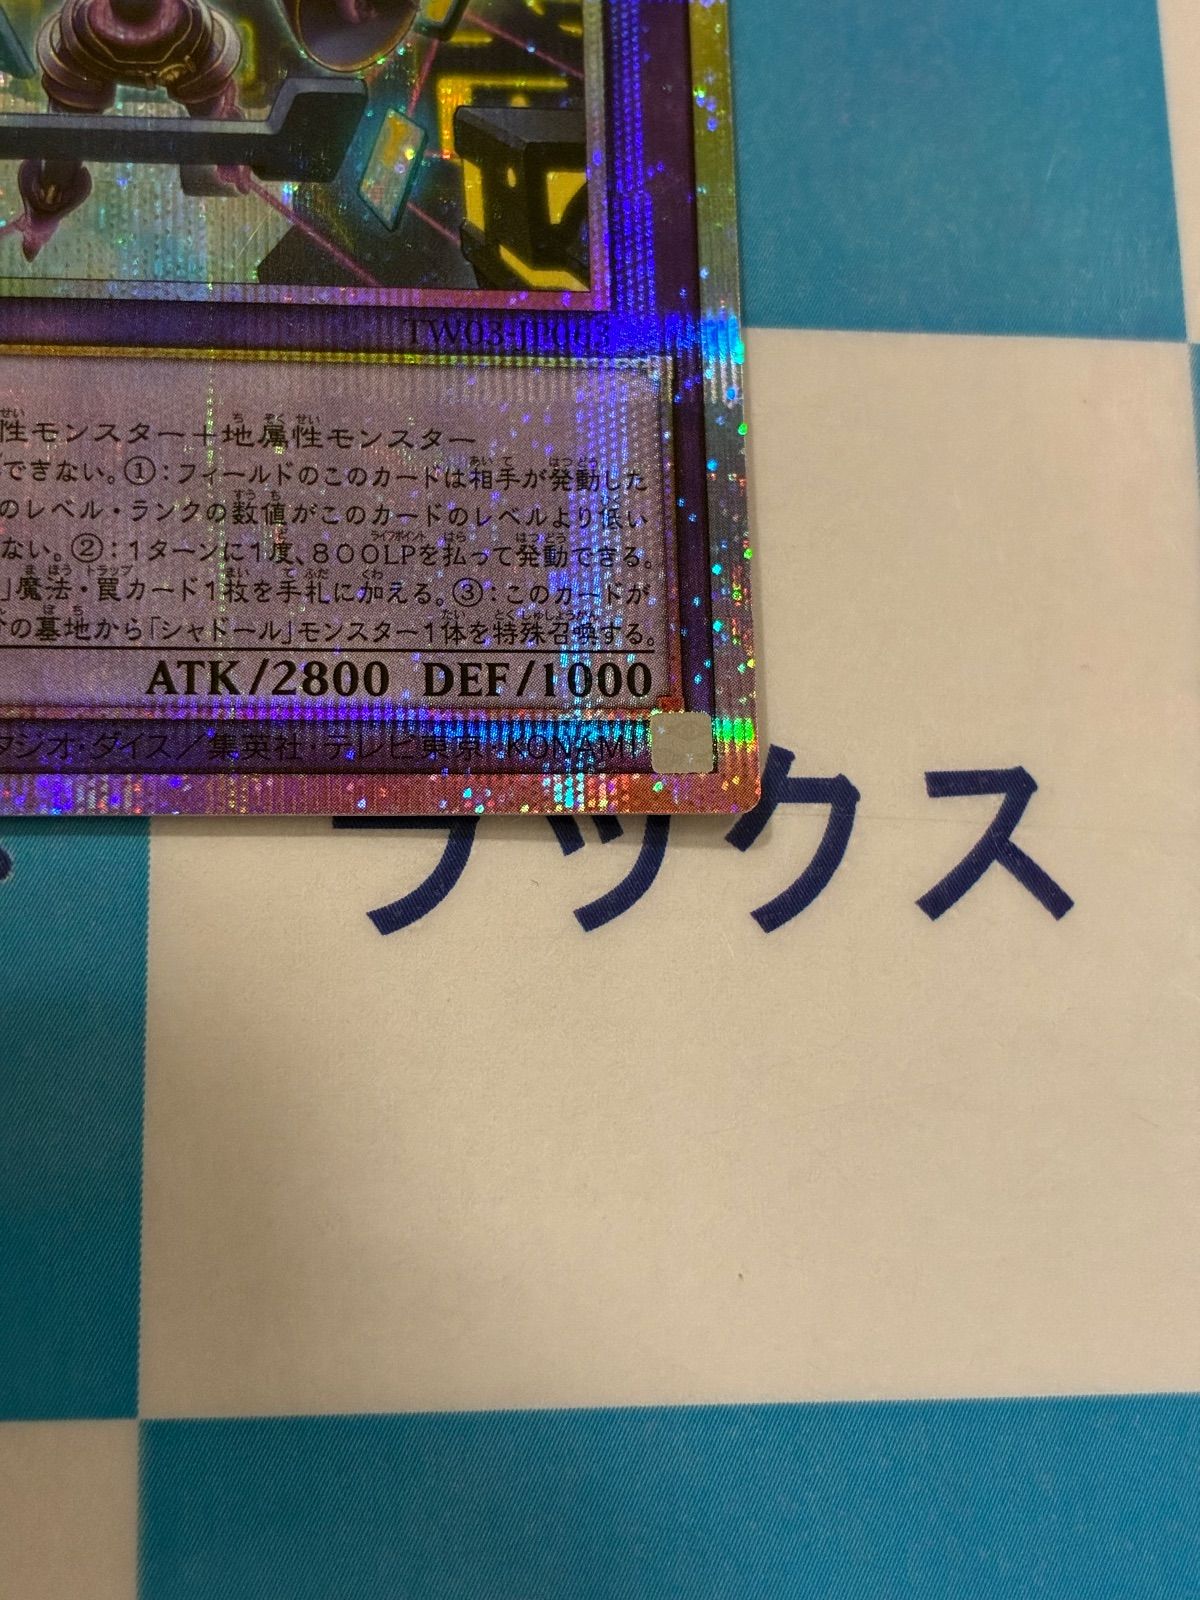 TW03-JP063
性モンスター＋地属性モンスター
できない。①：フィールドのこのカードは相手が発動した
のレベル・ランクの数値がこのカードのレベルより低い
ない。②：1ターンに1度、800LPを払って発動できる。
」魔法・罠カード1枚を手札に加える。③：このカードが
の墓地から「シャドール」モンスター1体を特殊召喚する。
ATK/2800 DEF/1000
タジオ・ダイス／集英社・テレビ東京・KONAMI
フックス